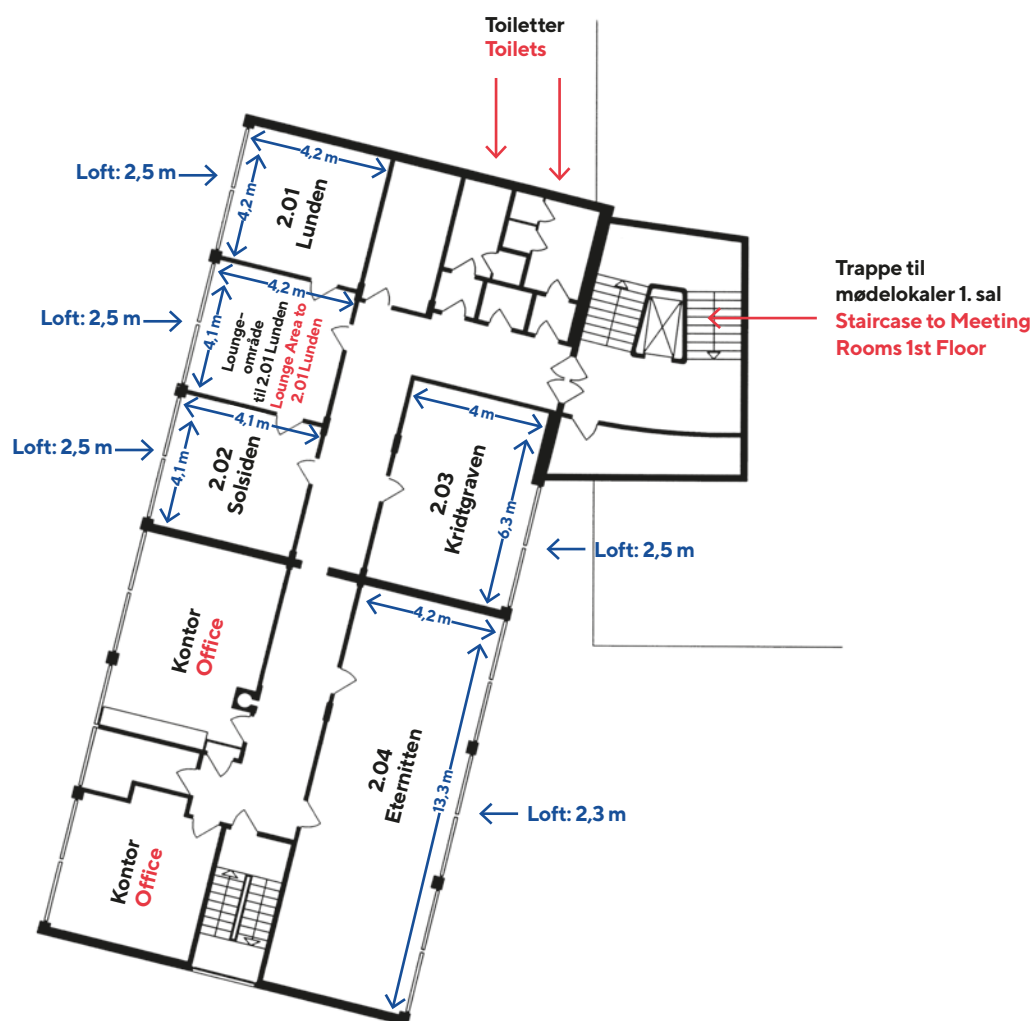 Toiletter
Toilets
4,2 m
Loft: 2,5 m
4,2 m
2.01
Lunden
Trappe til
mødelokaler 1. sal
Staircase to Meeting
Rooms 1st Floor
4,2 m
Loft: 2,5 m
4,1 m
Lounge-
område
til 2.01 Lunden
Lounge Area to
2.01 Lunden
4,1 m
4 m
Loft: 2,5 m
4,1 m
2.02
Solsiden
2.03
Kridtgraven
6,3 m
Loft: 2,5 m
4,2 m
Kontor
Office
2.04
Eternitten
13,3 m
Loft: 2,3 m
Kontor
Office